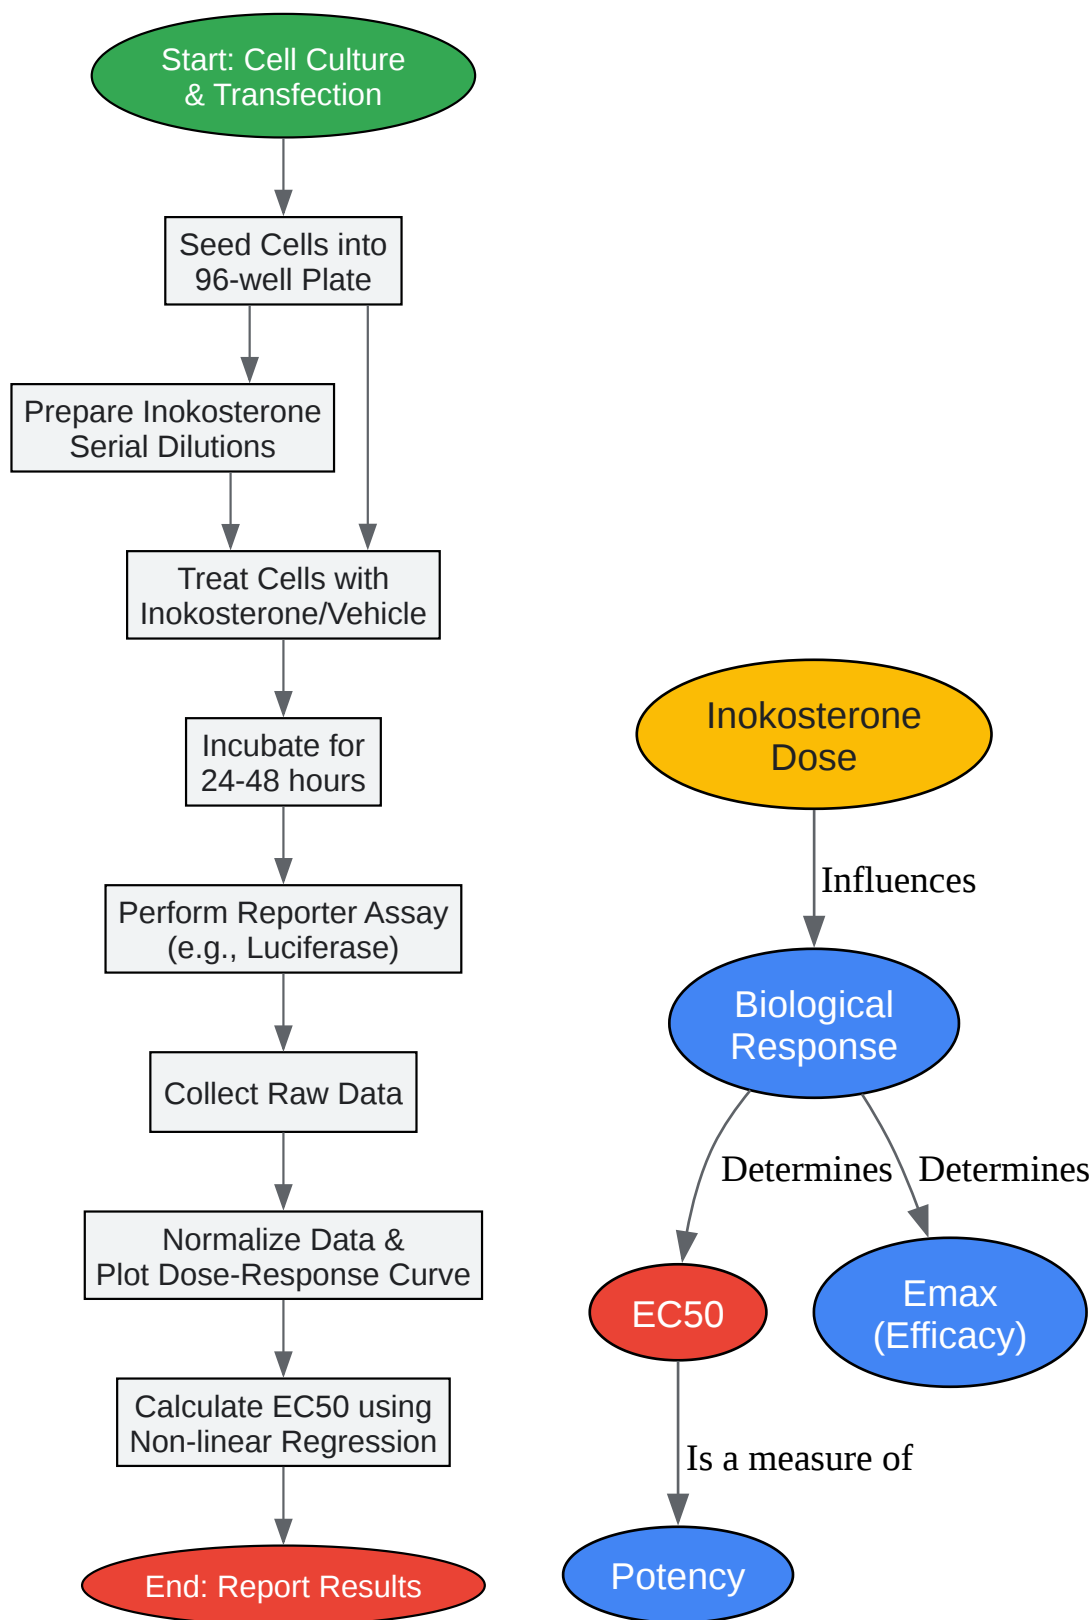 Start: Cell Culture
& Transfection
Seed Cells into
96-well Plate
Prepare Inokosterone
Serial Dilutions
Treat Cells with
Inokosterone/Vehicle
Incubate for
24-48 hours
Perform Reporter Assay
(e.g., Luciferase)
Collect Raw Data
Normalize Data &
Plot Dose-Response Curve
Calculate EC50 using
Non-linear Regression
End: Report Results
Inokosterone
Dose
Influences
Biological
Response
Determines
Determines
EC50
Emax
(Efficacy)
Is a measure of
Potency